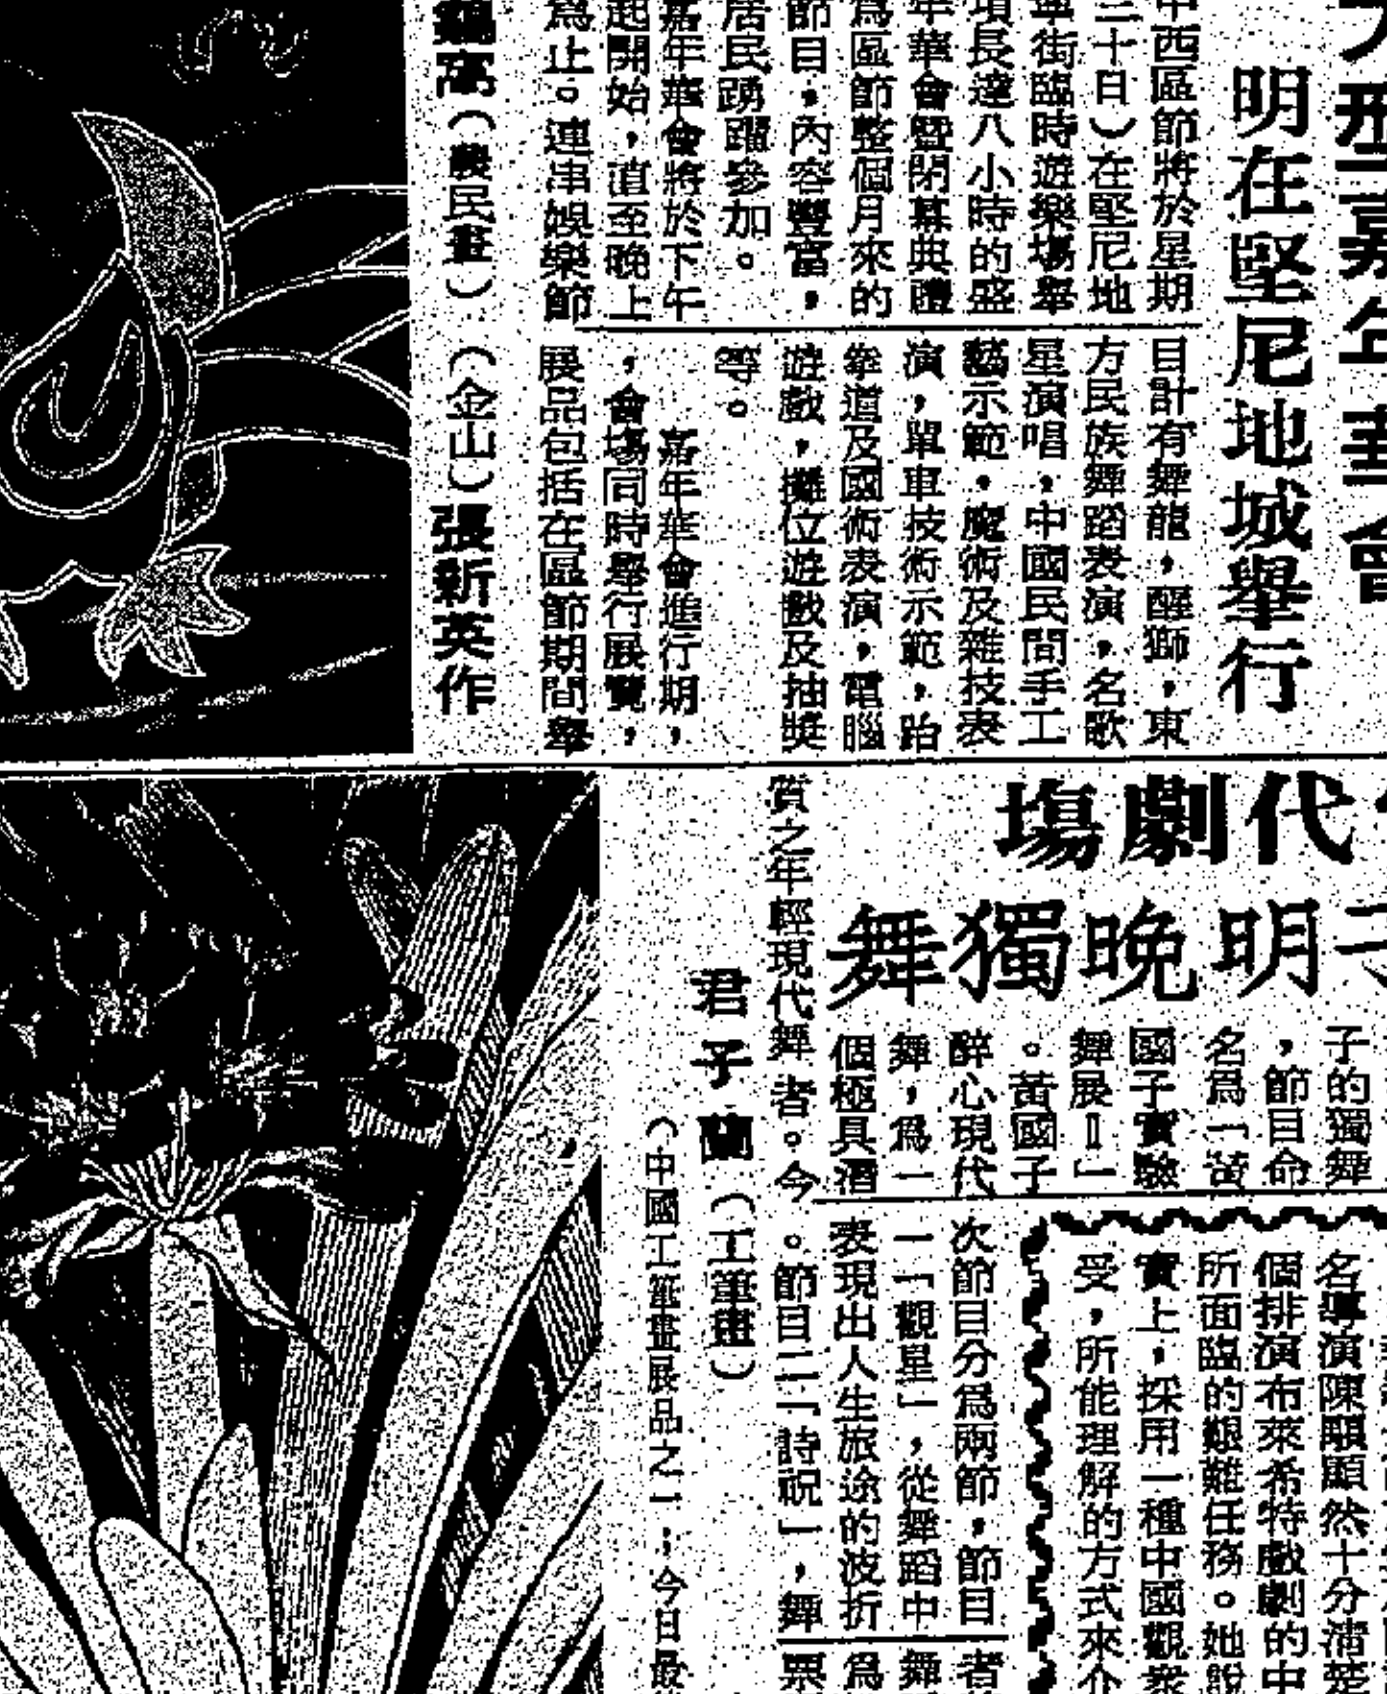 大型嘉年華會
明在堅尼地城舉行
中西區節將於星期
三十日）在堅尼地
街臨時遊樂場舉
項長達八小時的盛
年華會暨閉幕典禮
為區節整個月來的
節目，內容豐富，
居民踴躍參加。
嘉年華會將於下午
起開始，直至晚上
為止。連串娛樂節
目計有舞龍，醒獅，東
方民族舞蹈表演，名歌
星演唱，中國民間手工
藝示範，魔術及雜技表
演，單車技術示範，跆
拳道及國術表演，電腦
遊戲，攤位遊戲及抽獎
等。
嘉年華會進行期，
，會場同時舉行展覽，
展品包括在區節期間舉
窩（農民畫）（金山）張新英作
代劇場
明晚獨舞
子的獨舞
，節目命
名爲「黃
國子實驗
舞展Ⅱ」
。黃國子
醉心現代
舞，爲一
個極具潛
質之年輕現代舞者。今
次節目分爲兩節，節目
一「觀星」，從舞蹈中
表現出人生旅途的波折
。節目二「詩祝」，舞
者
舞
爲
票
君子蘭（工筆畫）
（中國工筆畫展品之一；今日最
名導演陳顒顯然十分清楚
個排演布萊希特戲劇的中
所面臨的艱難任務。她說
實上，採用一種中國觀衆
受，所能理解的方式來介